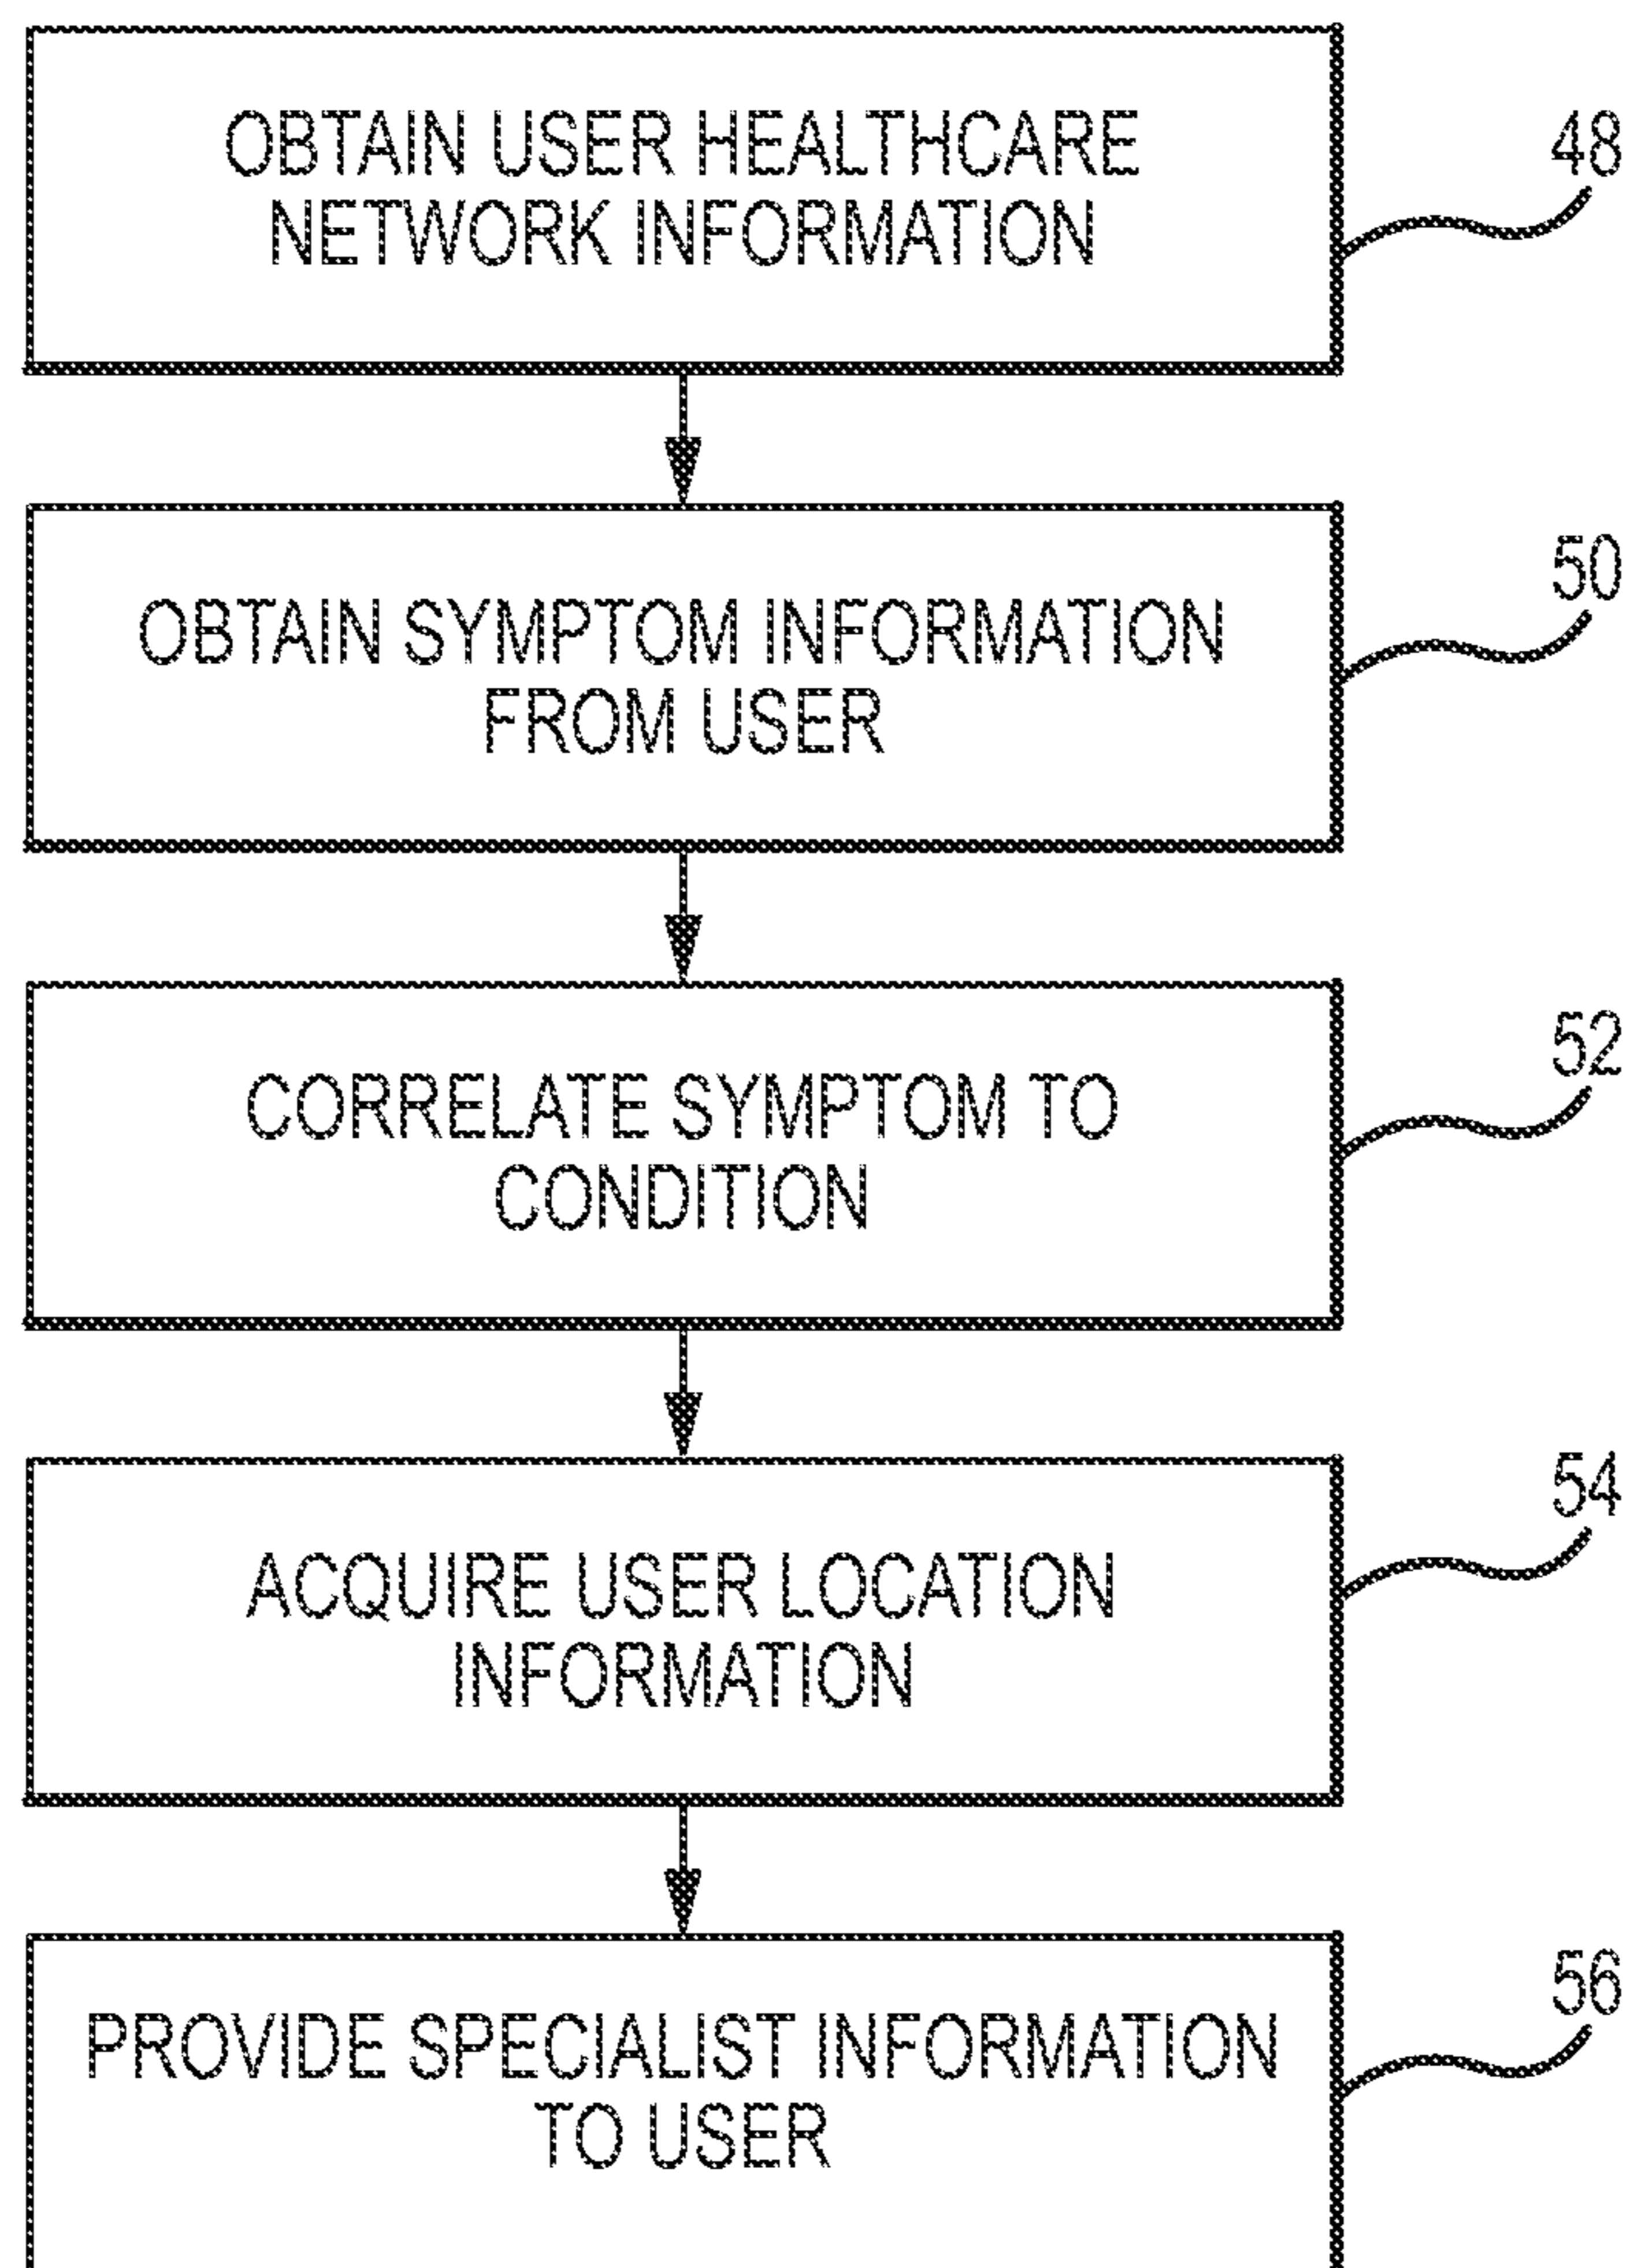 OBTAIN USER HEALTHCARE
NETWORK INFORMATION
48
OBTAIN SYMPTOM INFORMATION
FROM USER
50
CORRELATE SYMPTOM TO
CONDITION
52
ACQUIRE USER LOCATION
INFORMATION
54
PROVIDE SPECIALIST INFORMATION
TO USER
56